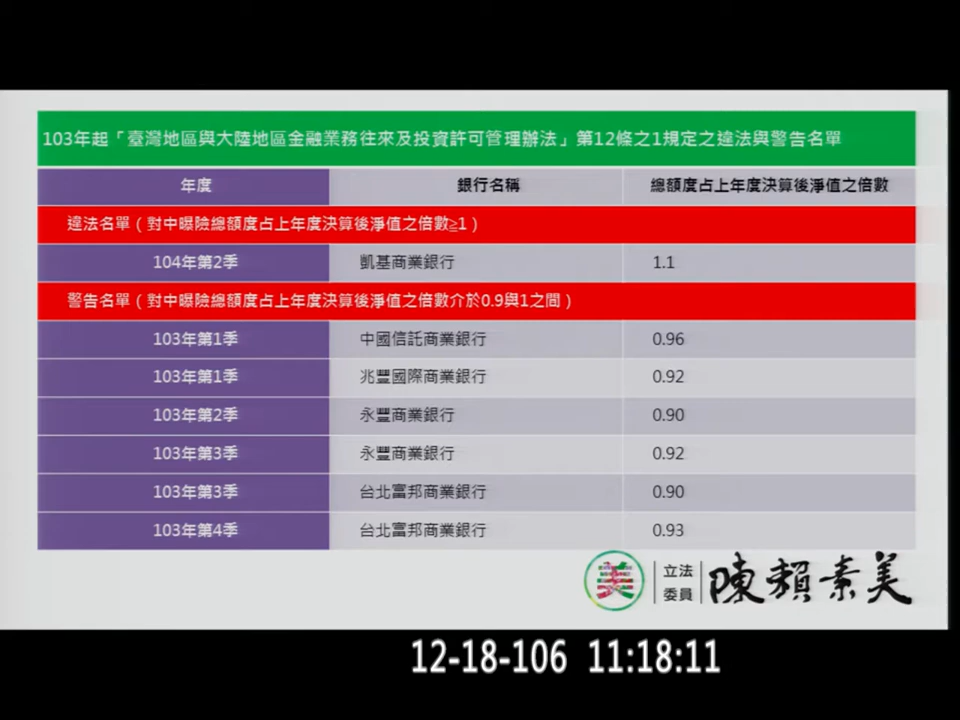 103年起「臺灣地區與大陸地區金融業務往來及投資許可管理辦法」第12條之1規定之違法與警告名單
年度 銀行名稱 總額度占上年度決算後淨值之倍數
違法名單（對中曝險總額度占上年度決算後淨值之倍數≧1）
104年第2季 凱基商業銀行 1.1
警告名單（對中曝險總額度占上年度決算後淨值之倍數介於0.9與1之間）
103年第1季 中國信託商業銀行 0.96
103年第1季 兆豐國際商業銀行 0.92
103年第2季 永豐商業銀行 0.90
103年第3季 永豐商業銀行 0.92
103年第3季 台北富邦商業銀行 0.90
103年第4季 台北富邦商業銀行 0.93
美 立法委員 陳賴素美
12-18-106 11:18:11